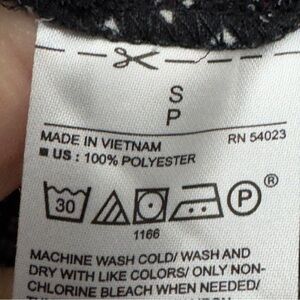 S
P
MADE IN VIETNAM RN 54023
■ US : 100% POLYESTER
30 P ®
1166
MACHINE WASH COLD/ WASH AND
DRY WITH LIKE COLORS/ ONLY NON-
CHLORINE BLEACH WHEN NEEDED/